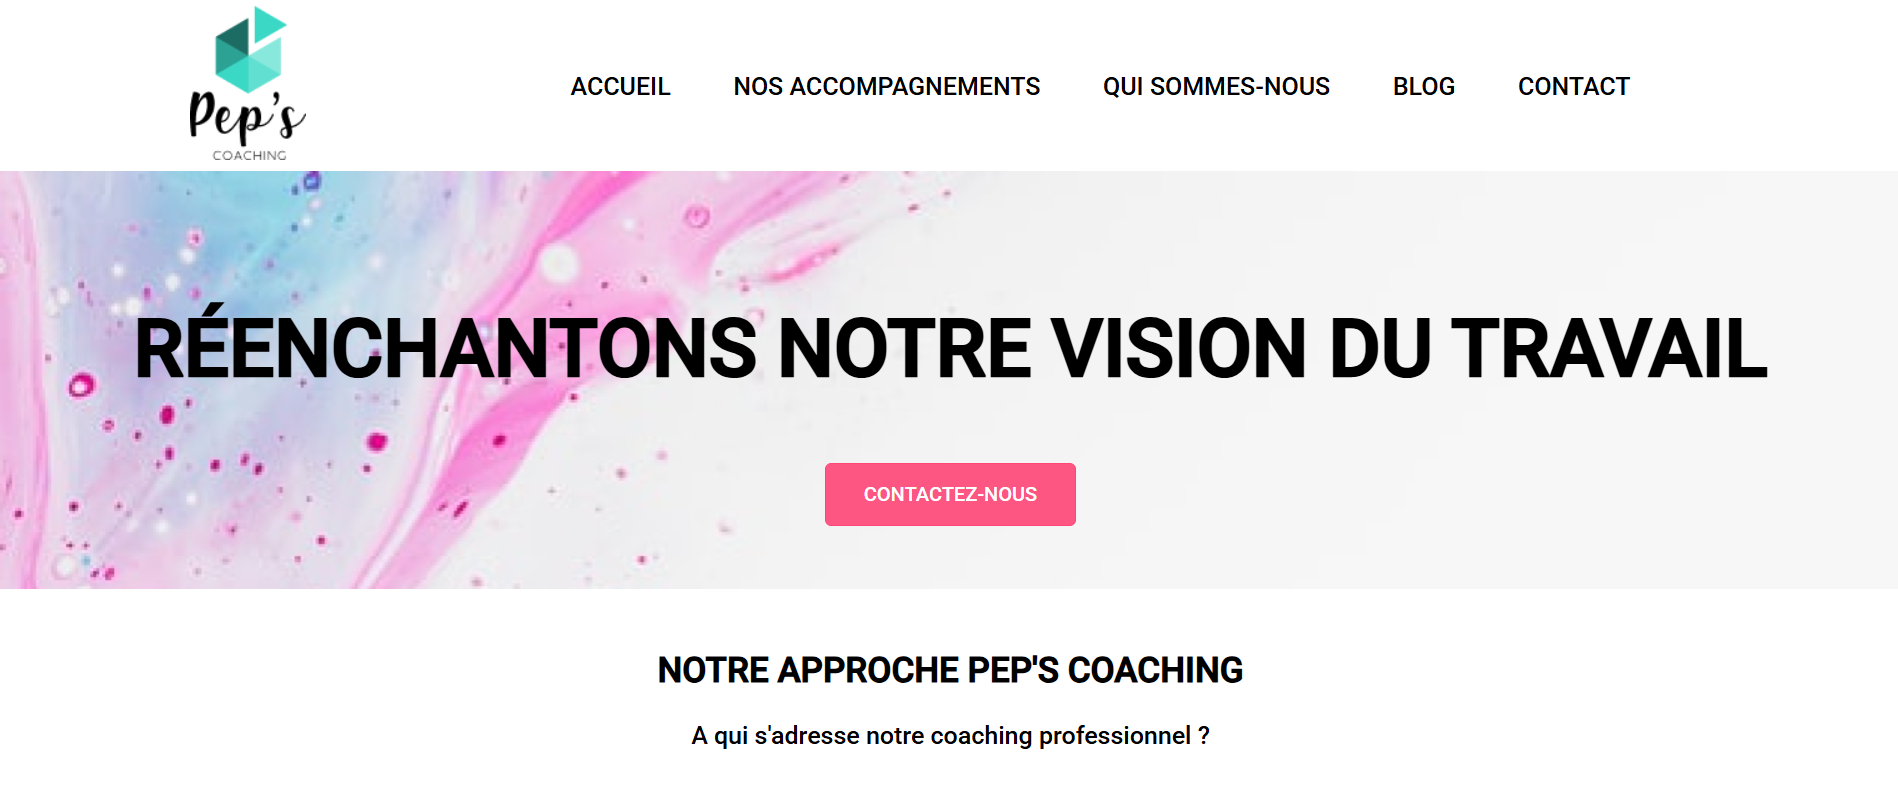 Pep's
COACHING
ACCUEIL NOS ACCOMPAGNEMENTS QUI SOMMES-NOUS BLOG CONTACT
RÉENCHANTONS NOTRE VISION DU TRAVAIL
CONTACTEZ-NOUS
NOTRE APPROCHE PEP'S COACHING
A qui s'adresse notre coaching professionnel ?